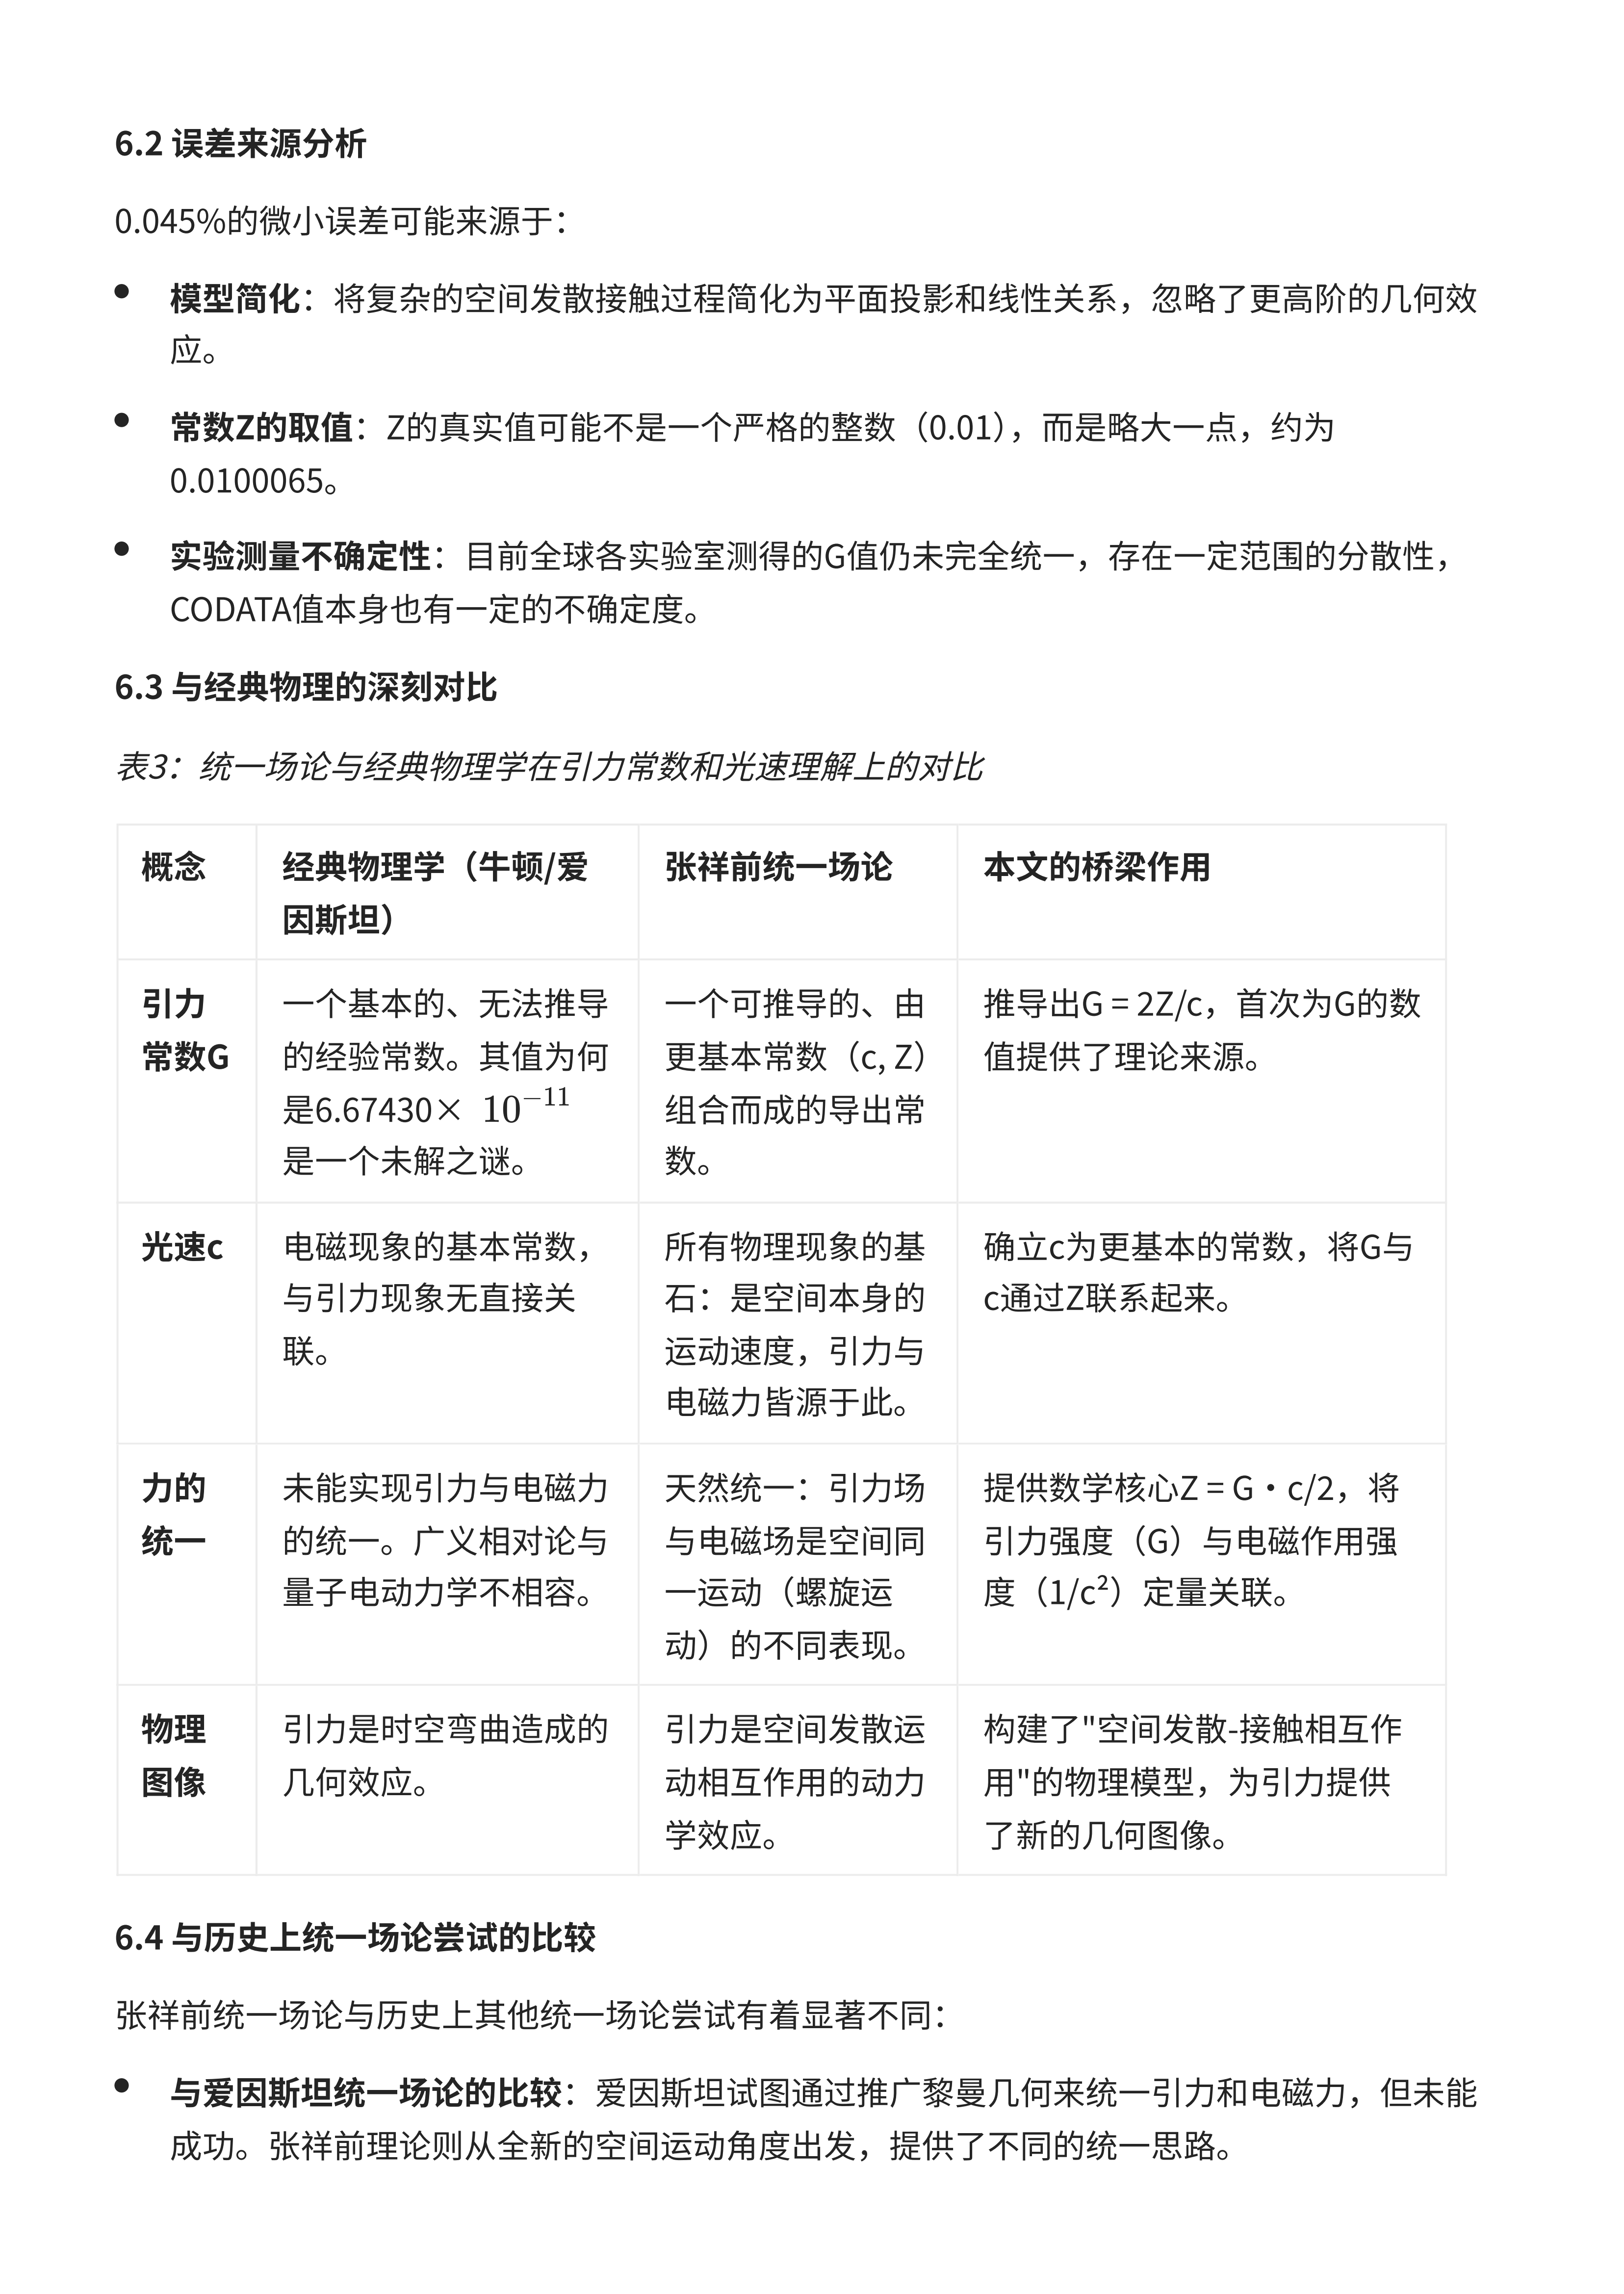 6.2 误差来源分析
0.045%的微小误差可能来源于：
● 模型简化：将复杂的空间发散接触过程简化为平面投影和线性关系，忽略了更高阶的几何效
应。
● 常数Z的取值：Z的真实值可能不是一个严格的整数（0.01），而是略大一点，约为
0.0100065。
● 实验测量不确定性：目前全球各实验室测得的G值仍未完全统一，存在一定范围的分散性，
CODATA值本身也有一定的不确定度。
6.3 与经典物理的深刻对比
表3：统一场论与经典物理学在引力常数和光速理解上的对比
概念
经典物理学（牛顿/爱
因斯坦）
张祥前统一场论
本文的桥梁作用
引力
常数G
一个基本的、无法推导
的经验常数。其值为何
是6.67430× 10⁻¹¹
是一个未解之谜。
一个可推导的、由
更基本常数（c, Z）
组合而成的导出常
数。
推导出G = 2Z/c，首次为G的数
值提供了理论来源。
光速c
电磁现象的基本常数，
与引力现象无直接关
联。
所有物理现象的基
石：是空间本身的
运动速度，引力与
电磁力皆源于此。
确立c为更基本的常数，将G与
c通过Z联系起来。
力的
统一
未能实现引力与电磁力
的统一。广义相对论与
量子电动力学不相容。
天然统一：引力场
与电磁场是空间同
一运动（螺旋运
动）的不同表现。
提供数学核心Z = G・c/2，将
引力强度（G）与电磁作用强
度（1/c²）定量关联。
物理
图像
引力是时空弯曲造成的
几何效应。
引力是空间发散运
动相互作用的动力
学效应。
构建了"空间发散-接触相互作
用"的物理模型，为引力提供
了新的几何图像。
6.4 与历史上统一场论尝试的比较
张祥前统一场论与历史上其他统一场论尝试有着显著不同：
● 与爱因斯坦统一场论的比较：爱因斯坦试图通过推广黎曼几何来统一引力和电磁力，但未能
成功。张祥前理论则从全新的空间运动角度出发，提供了不同的统一思路。